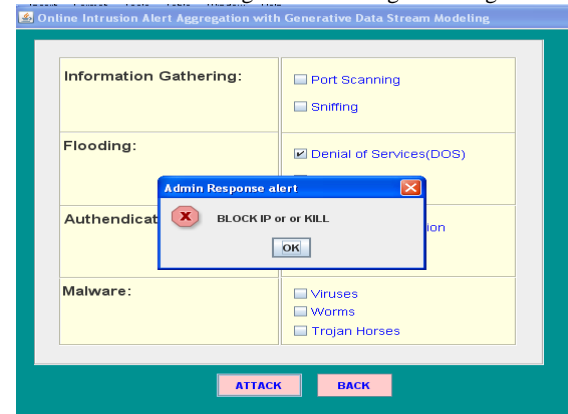 Online Intrusion Alert Aggregation with Generative Data Stream Modeling
Information Gathering:
Port Scanning
Sniffing
Flooding:
Denial of Services(DOS)
Admin Response alert
Authendicat
BLOCK IP or or KILL
ion
OK
Malware:
Viruses
Worms
Trojan Horses
ATTACK
BACK